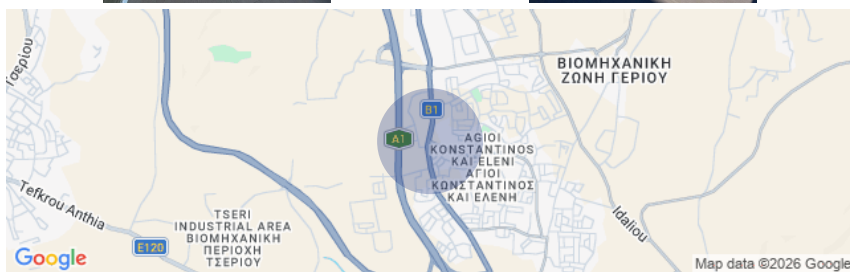 Τσερίου
ΒΙΟΜΗΧΑΝΙΚΗ
ΖΩΝΗ ΓΕΡΙΟΥ
B1
A1
AGIOI
KONSTANTINOS
KAI ELENI
ΑΓΙΟΙ
ΚΩΝΣΤΑΝΤΙΝΟΣ
ΚΑΙ ΕΛΕΝΗ
Tefkrou Anthia
Idaliou
TSERI
INDUSTRIAL AREA
ΒΙΟΜΗΧΑΝΙΚΗ
ΠΕΡΙΟΧΗ
ΤΣΕΡΙΟΥ
E120
Google
Map data ©2026 Google